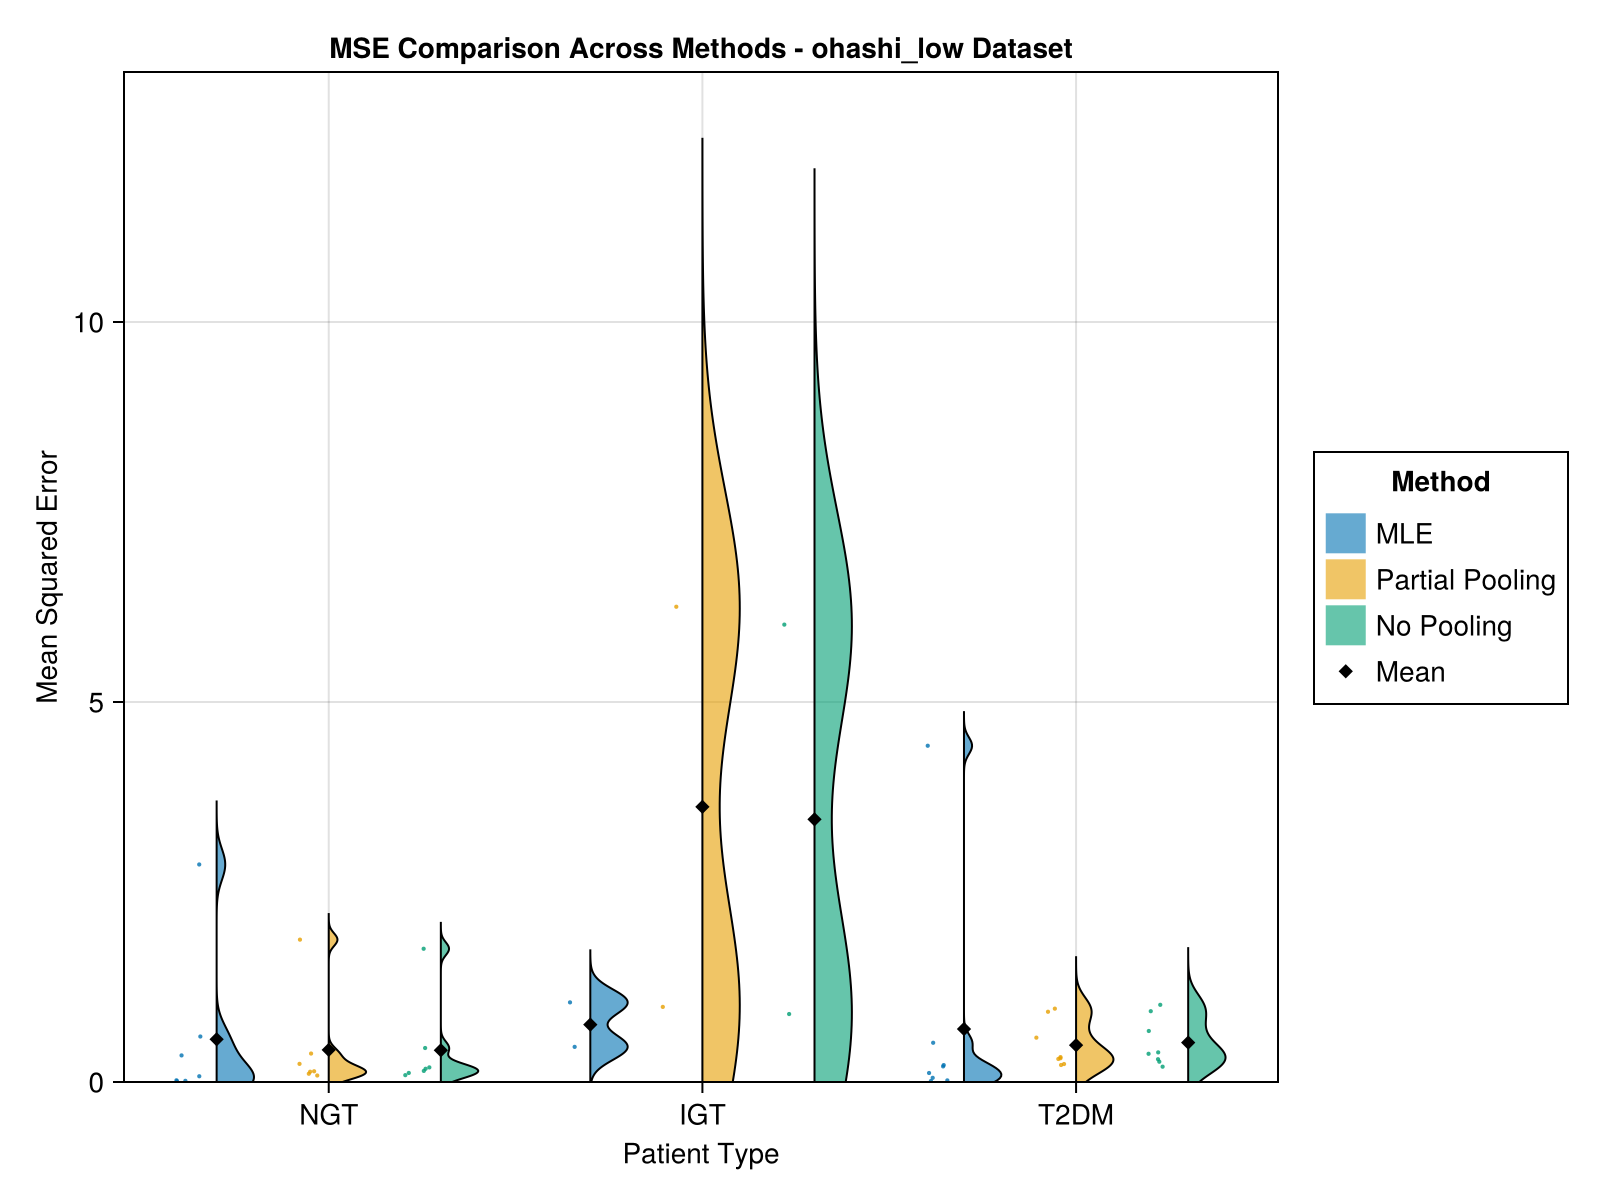 MSE Comparison Across Methods - ohashi_low Dataset
Mean Squared Error
10
5
0
NGT
IGT
T2DM
Patient Type
Method
MLE
Partial Pooling
No Pooling
Mean